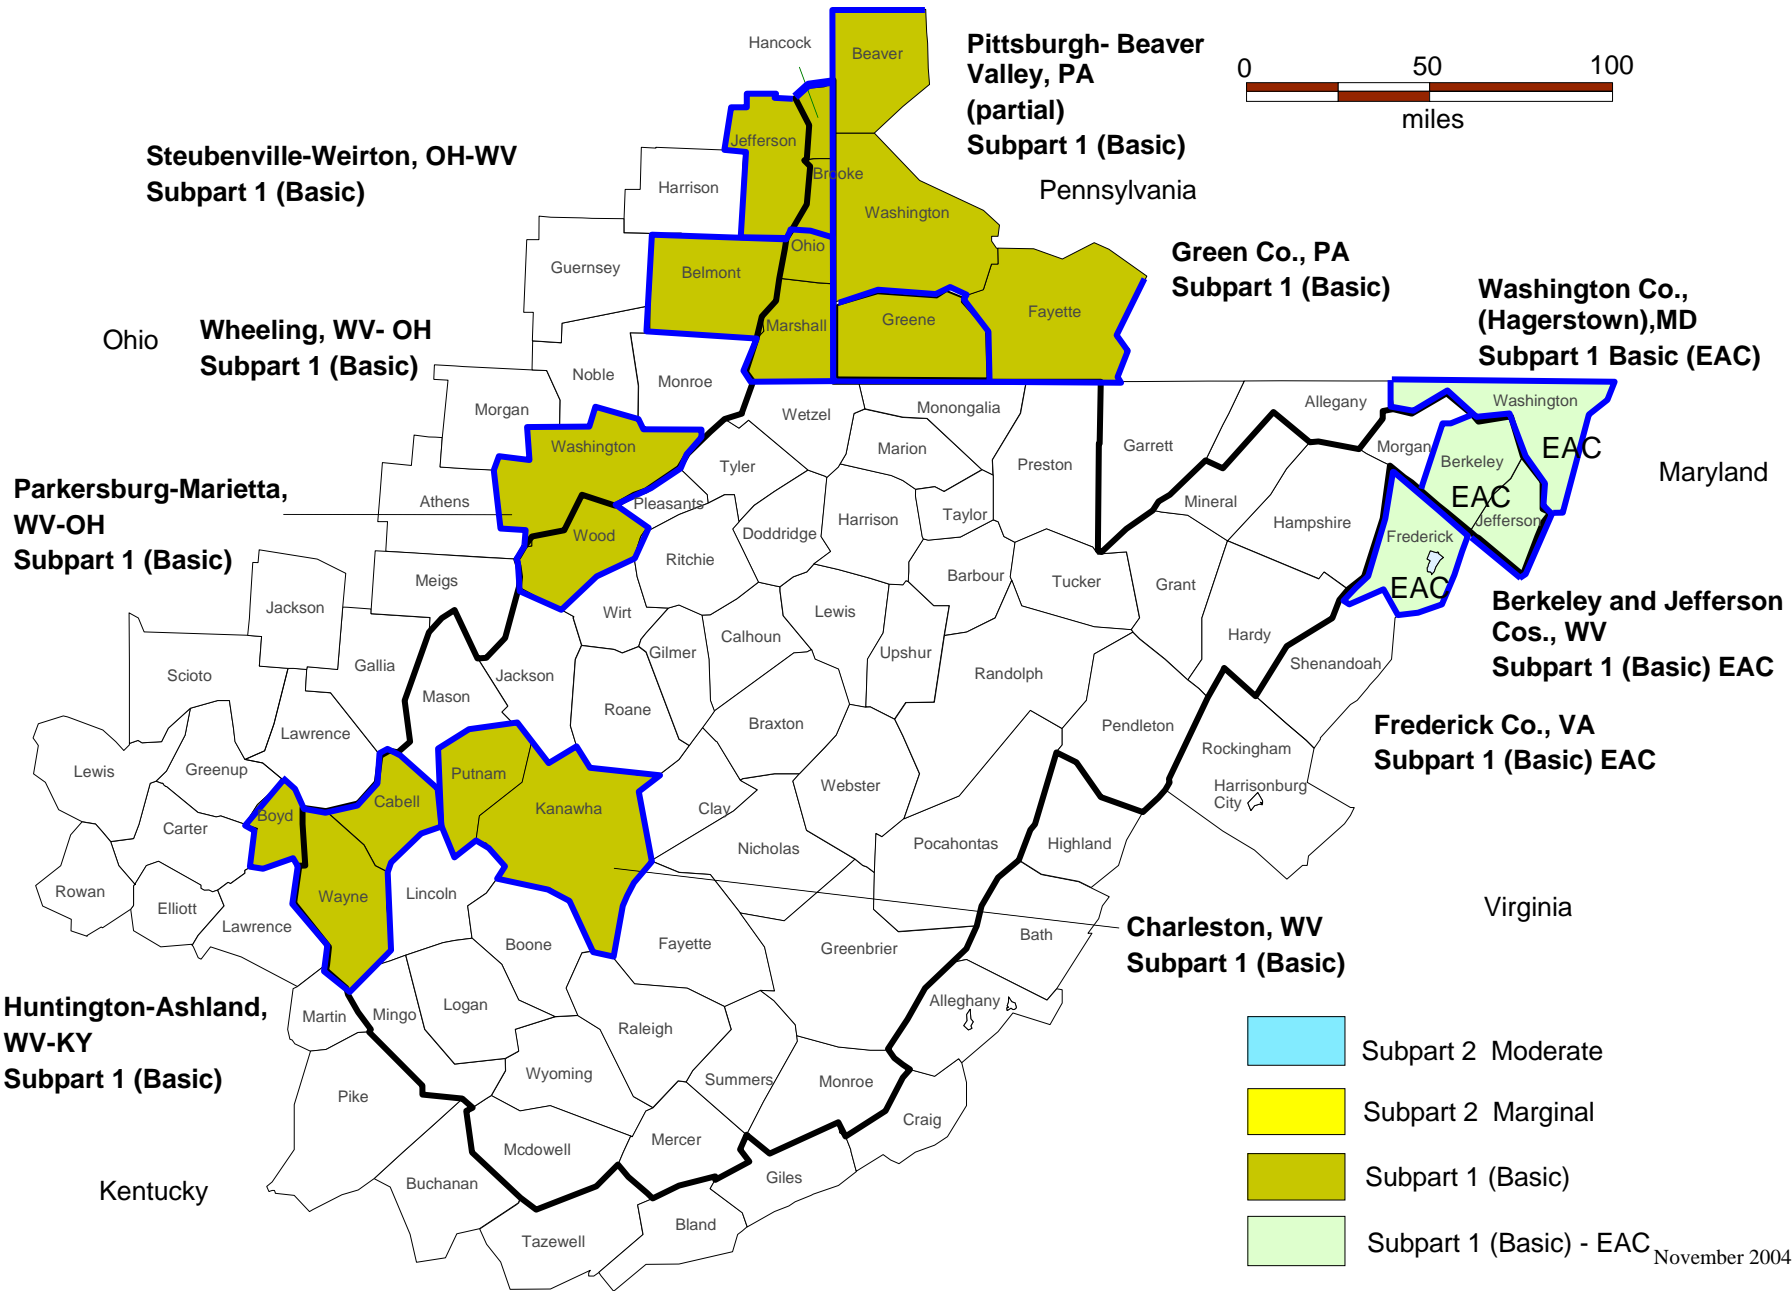 Hancock
Beaver
Pittsburgh- Beaver
Valley, PA
(partial)
Subpart 1 (Basic)
0
50
100
miles
Steubenville-Weirton, OH-WV
Subpart 1 (Basic)
Jefferson
Harrison
Brooke
Washington
Pennsylvania
Guernsey
Belmont
Ohio
Green Co., PA
Subpart 1 (Basic)
Washington Co.,
(Hagerstown),MD
Subpart 1 Basic (EAC)
Ohio
Wheeling, WV- OH
Subpart 1 (Basic)
Marshall
Greene
Fayette
Noble
Monroe
Morgan
Wetzel
Monongalia
Allegany
Washington
EAC
Washington
Tyler
Marion
Preston
Garrett
Morgan
Berkeley
EAC
Maryland
Parkersburg-Marietta,
WV-OH
Subpart 1 (Basic)
Athens
Pleasants
Harrison
Taylor
Mineral
Hampshire
Jefferson
Wood
Doddridge
Frederick
EAC
Ritchie
Meigs
Barbour
Tucker
Grant
Jackson
Wirt
Lewis
Berkeley and Jefferson
Cos., WV
Subpart 1 (Basic) EAC
Gallia
Gilmer
Calhoun
Upshur
Hardy
Shenandoah
Scioto
Jackson
Randolph
Mason
Roane
Braxton
Pendleton
Frederick Co., VA
Subpart 1 (Basic) EAC
Lawrence
Rockingham
Lewis
Greenup
Putnam
Webster
Harrisonburg
City
Boyd
Cabell
Kanawha
Clay
Carter
Nicholas
Pocahontas
Highland
Rowan
Elliott
Wayne
Lincoln
Virginia
Lawrence
Boone
Fayette
Greenbrier
Charleston, WV
Subpart 1 (Basic)
Bath
Huntington-Ashland,
WV-KY
Subpart 1 (Basic)
Martin
Mingo
Logan
Raleigh
Alleghany
Subpart 2 Moderate
Pike
Wyoming
Summers
Monroe
Subpart 2 Marginal
Craig
Mcdowell
Mercer
Kentucky
Buchanan
Giles
Subpart 1 (Basic)
Tazewell
Bland
Subpart 1 (Basic) - EAC
November 2004